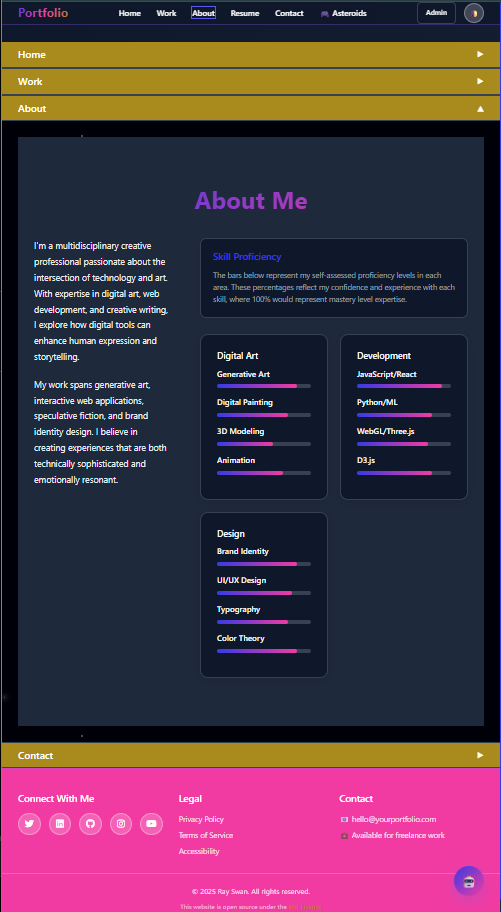 Portfolio
Home Work About Resume Contact 🎮 Asteroids Admin
Home
Work
About
About Me
I'm a multidisciplinary creative
professional passionate about the
intersection of technology and art.
With expertise in digital art, web
development, and creative writing,
I explore how digital tools can
enhance human expression and
storytelling.
My work spans generative art,
interactive web applications,
speculative fiction, and brand
identity design. I believe in
creating experiences that are both
technically sophisticated and
emotionally resonant.
Skill Proficiency
The bars below represent my self-assessed proficiency levels in each
area. These percentages reflect my confidence and experience with each
skill, where 100% would represent mastery level expertise.
Digital Art
Generative Art
Digital Painting
3D Modeling
Animation
Development
JavaScript/React
Python/ML
WebGL/Three.js
D3.js
Design
Brand Identity
UI/UX Design
Typography
Color Theory
Contact
Connect With Me
Legal
Privacy Policy
Terms of Service
Accessibility
Contact
📧 hello@yourportfolio.com
💼 Available for freelance work
© 2025 Ray Swan. All rights reserved.
This website is open source under the